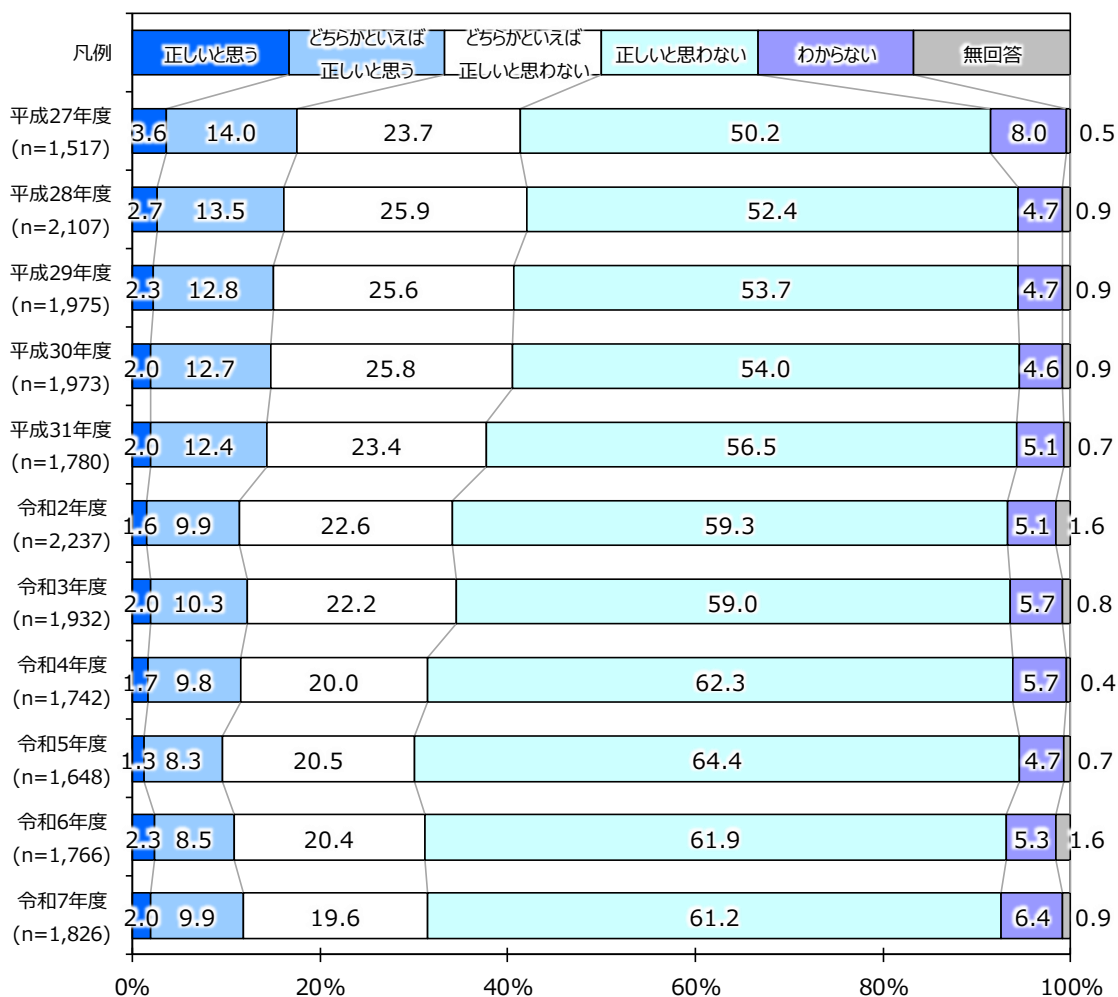 凡例
正しいと思う
どちらかといえば
正しいと思う
どちらかといえば
正しいと思わない
正しいと思わない
わからない
無回答
平成27年度
(n=1,517)
3.6 14.0 23.7 50.2 8.0 0.5
平成28年度
(n=2,107)
2.7 13.5 25.9 52.4 4.7 0.9
平成29年度
(n=1,975)
2.3 12.8 25.6 53.7 4.7 0.9
平成30年度
(n=1,973)
2.0 12.7 25.8 54.0 4.6 0.9
平成31年度
(n=1,780)
2.0 12.4 23.4 56.5 5.1 0.7
令和2年度
(n=2,237)
1.6 9.9 22.6 59.3 5.1 1.6
令和3年度
(n=1,932)
2.0 10.3 22.2 59.0 5.7 0.8
令和4年度
(n=1,742)
1.7 9.8 20.0 62.3 5.7 0.4
令和5年度
(n=1,648)
1.3 8.3 20.5 64.4 4.7 0.7
令和6年度
(n=1,766)
2.3 8.5 20.4 61.9 5.3 1.6
令和7年度
(n=1,826)
2.0 9.9 19.6 61.2 6.4 0.9
0% 20% 40% 60% 80% 100%